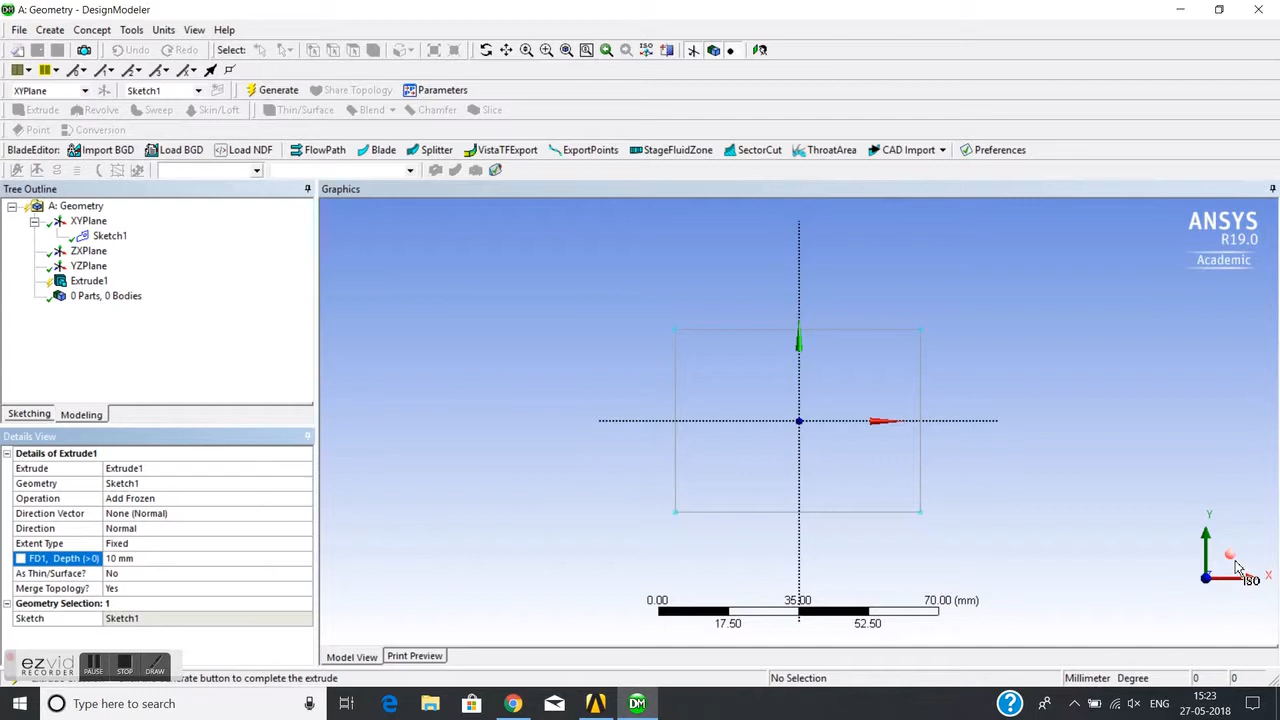 A: Geometry - DesignModeler
File Create Concept Tools Units View Help
Undo Redo Select:
XYPlane Sketch1 Generate Share Topology Parameters
Extrude Revolve Sweep Skin/Loft Thin/Surface Blend Chamfer Slice
Point Conversion
BladeEditor: Import BGD Load BGD Load NDF FlowPath Blade Splitter VistaTFExport ExportPoints StageFluidZone SectorCut ThroatArea CAD Import Preferences
Tree Outline
A: Geometry
XYPlane
Sketch1
ZXPlane
YZPlane
Extrude1
0 Parts, 0 Bodies
Sketching Modeling
Details View
Details of Extrude1
Extrude Extrude1
Geometry Sketch1
Operation Add Frozen
Direction Vector None (Normal)
Direction Normal
Extent Type Fixed
FD1, Depth (>0) 10 mm
As Thin/Surface? No
Merge Topology? Yes
Geometry Selection: 1
Sketch Sketch1
Graphics
ANSYS
R19.0
Academic
Y
X
ISO
0.00 35.00 70.00 (mm)
17.50 52.50
Model View Print Preview
ezvid
RECORDER
PAUSE STOP DRAW
button to complete the extrude
No Selection
Millimeter Degree 0 0
Type here to search
DM
ENG
15:23
27-05-2018